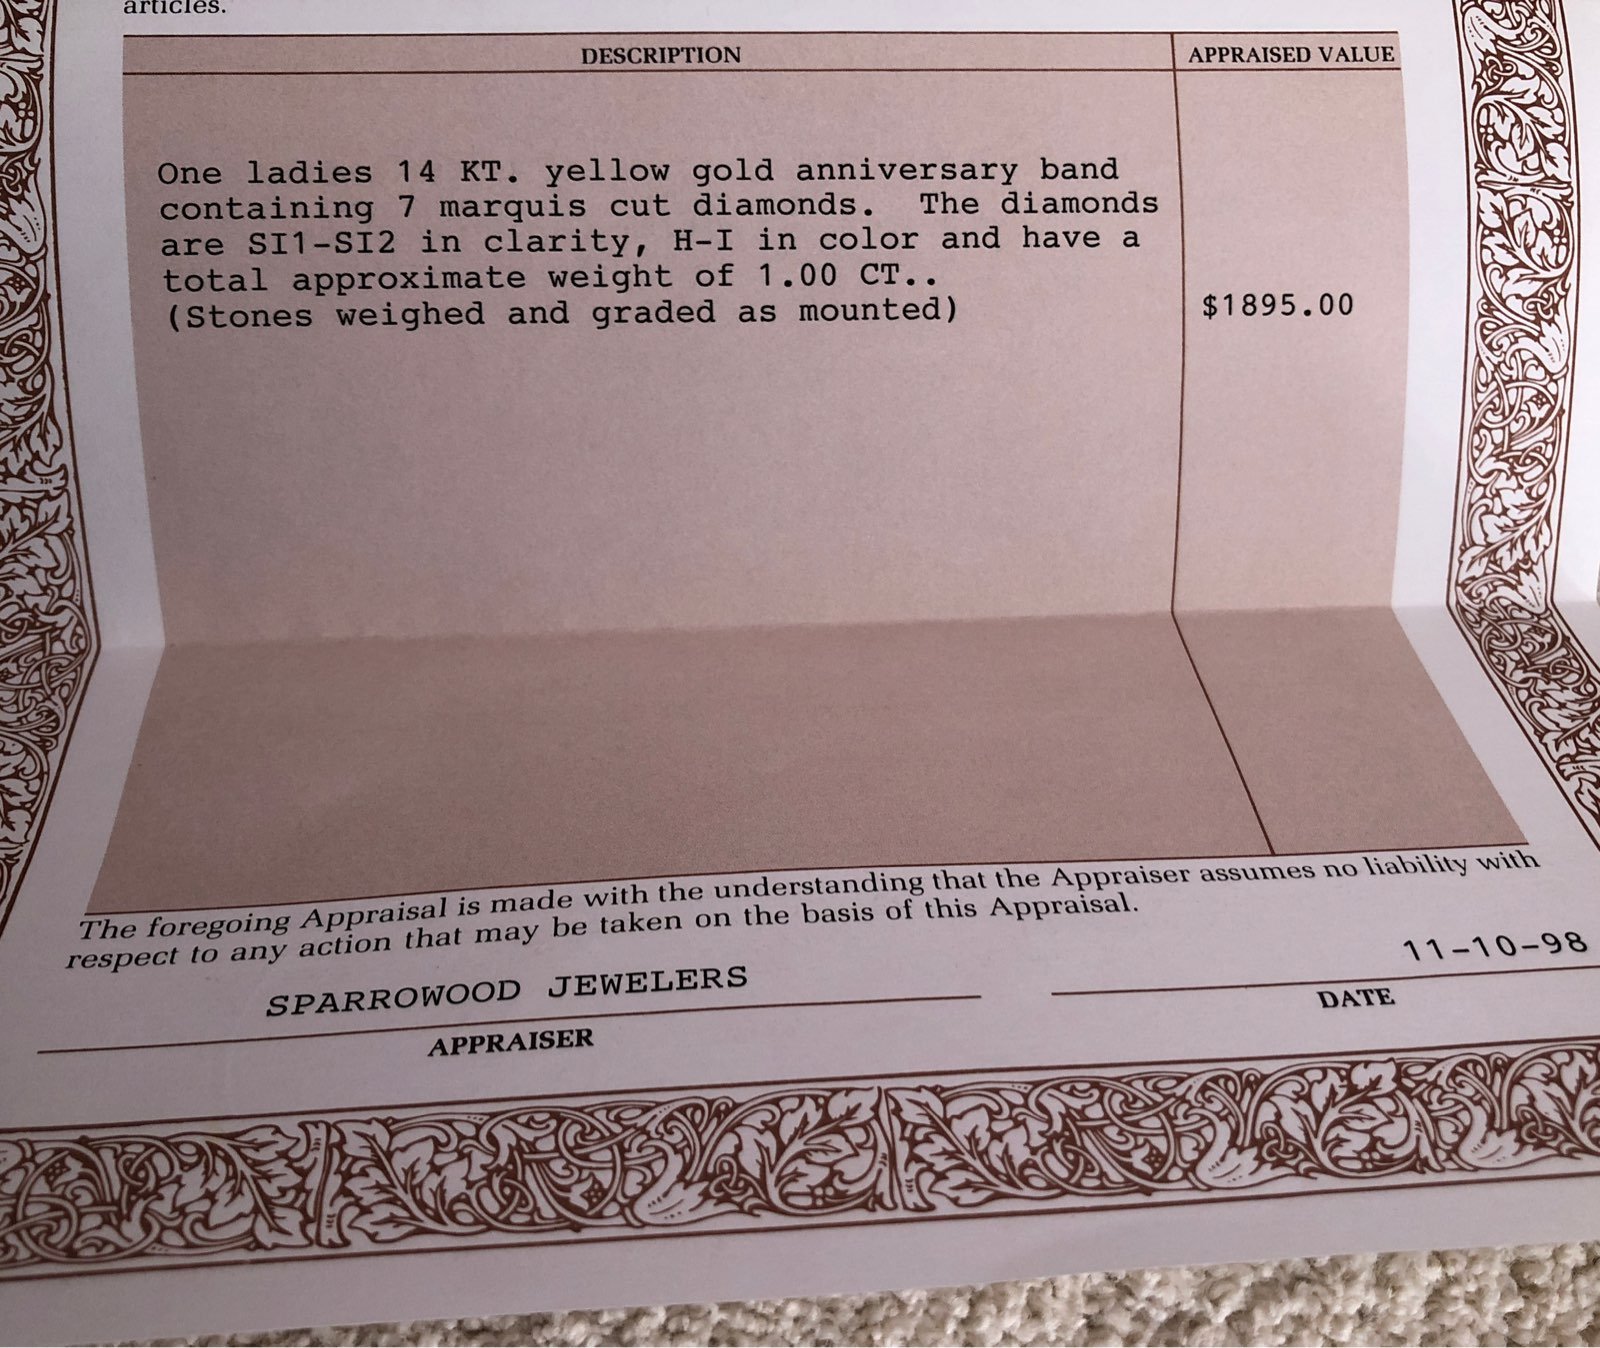 articles.
DESCRIPTION
APPRAISED VALUE
One ladies 14 KT. yellow gold anniversary band
containing 7 marquis cut diamonds. The diamonds
are SI1-SI2 in clarity, H-I in color and have a
total approximate weight of 1.00 CT..
(Stones weighed and graded as mounted)
$1895.00
The foregoing Appraisal is made with the understanding that the Appraiser assumes no liability with
respect to any action that may be taken on the basis of this Appraisal.
SPARROWOOD JEWELERS
11-10-98
APPRAISER
DATE